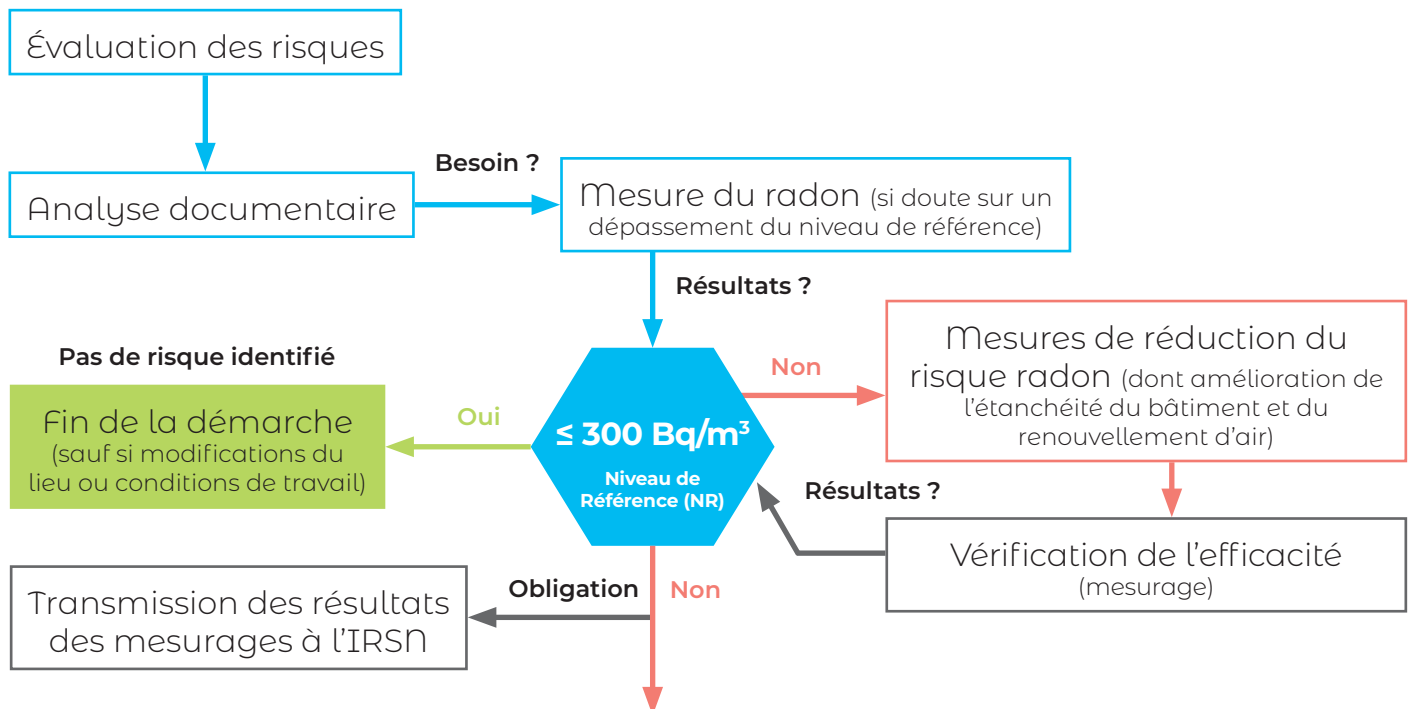 Évaluation des risques
Analyse documentaire
Besoin ?
Mesure du radon (si doute sur un
dépassement du niveau de référence)
Résultats ?
Pas de risque identifié
Fin de la démarche
(sauf si modifications du
lieu ou conditions de travail)
Oui
≤ 300 Bq/m³
Niveau de
Référence (NR)
Non
Mesures de réduction du
risque radon (dont amélioration de
l’étanchéité du bâtiment et du
renouvellement d’air)
Résultats ?
Vérification de l’efficacité
(mesurage)
Obligation
Non
Transmission des résultats
des mesurages à l’IRSN